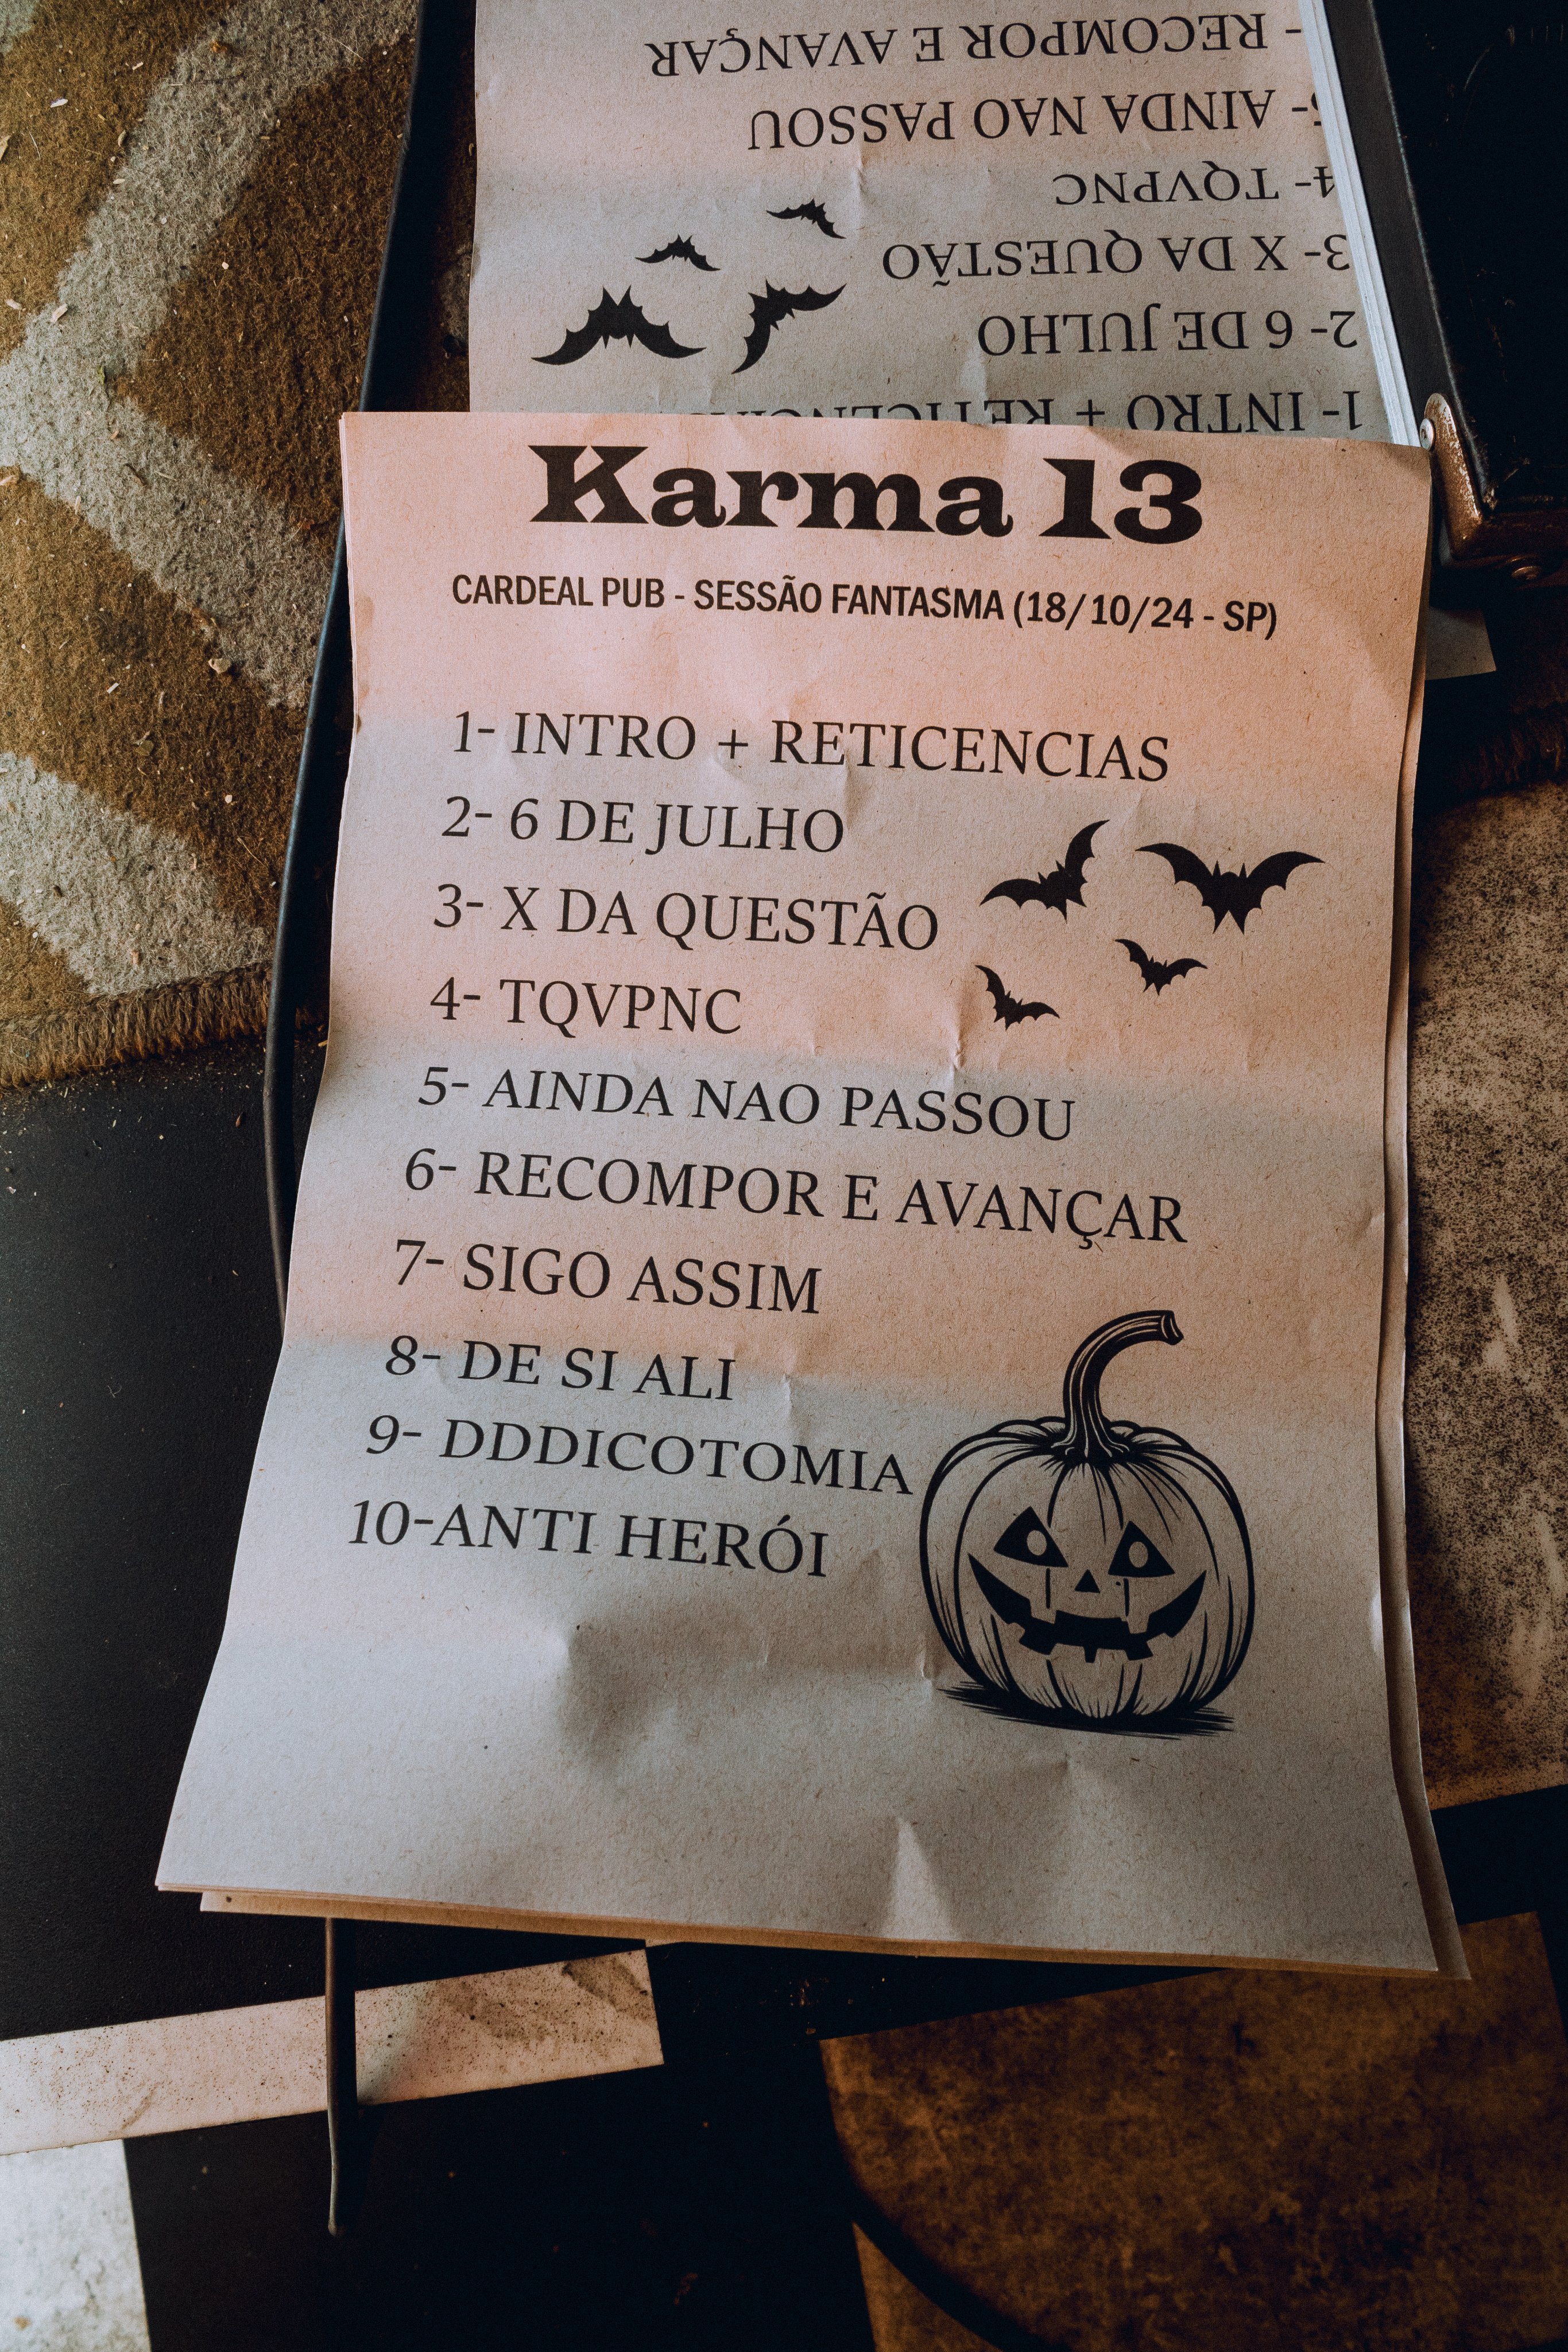 - RECOMPOR E AVANÇAR
5- AINDA NAO PASSOU
4- TQVPNC
3- X DA QUESTÃO
2- 6 DE JULHO
1- INTRO + RETICENCIAS
Karma 13
CARDEAL PUB - SESSÃO FANTASMA (18/10/24 - SP)
1- INTRO + RETICENCIAS
2- 6 DE JULHO
3- X DA QUESTÃO
4- TQVPNC
5- AINDA NAO PASSOU
6- RECOMPOR E AVANÇAR
7- SIGO ASSIM
8- DE SI ALI
9- DDDICOTOMIA
10-ANTI HERÓI